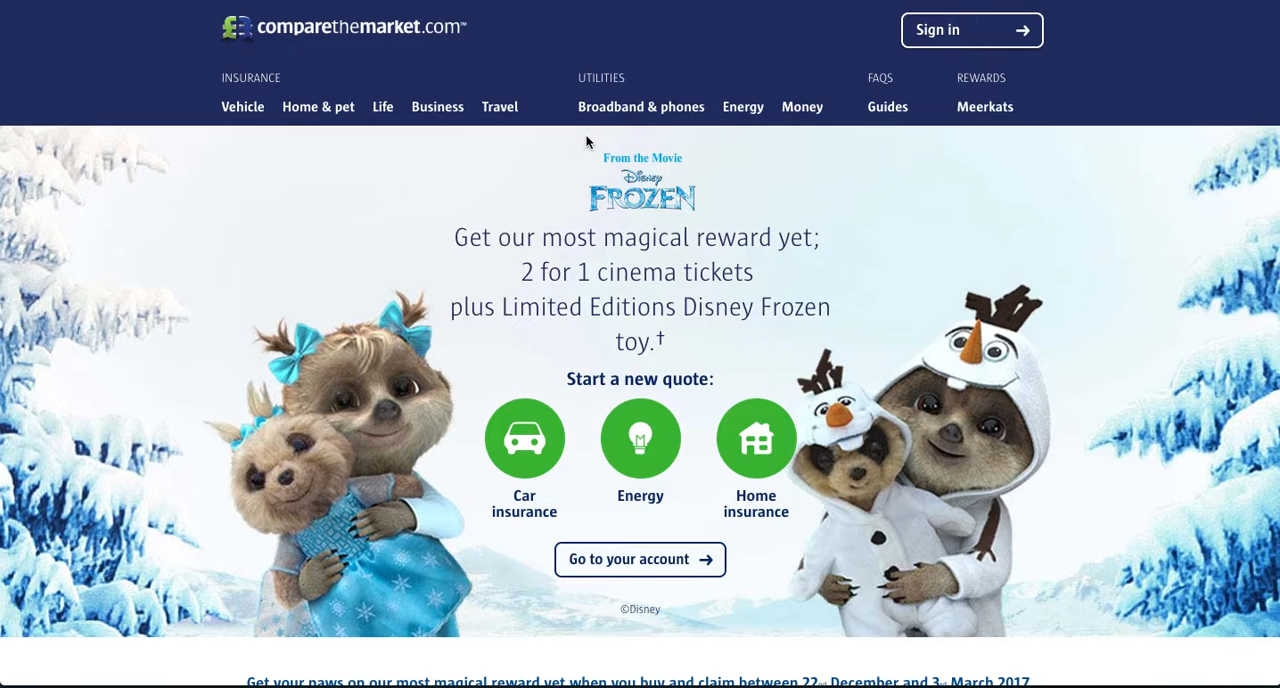 comparethemarket.com™
Sign in
INSURANCE
UTILITIES
FAQS
REWARDS
Vehicle
Home & pet
Life
Business
Travel
Broadband & phones
Energy
Money
Guides
Meerkats
From the Movie
Disney
FROZEN
Get our most magical reward yet;
2 for 1 cinema tickets
plus Limited Editions Disney Frozen
toy.†
Start a new quote:
Car
insurance
Energy
Home
insurance
Go to your account
©Disney
Get your paws on our most magical reward yet when you buy and claim between 22nd December and 3rd March 2017